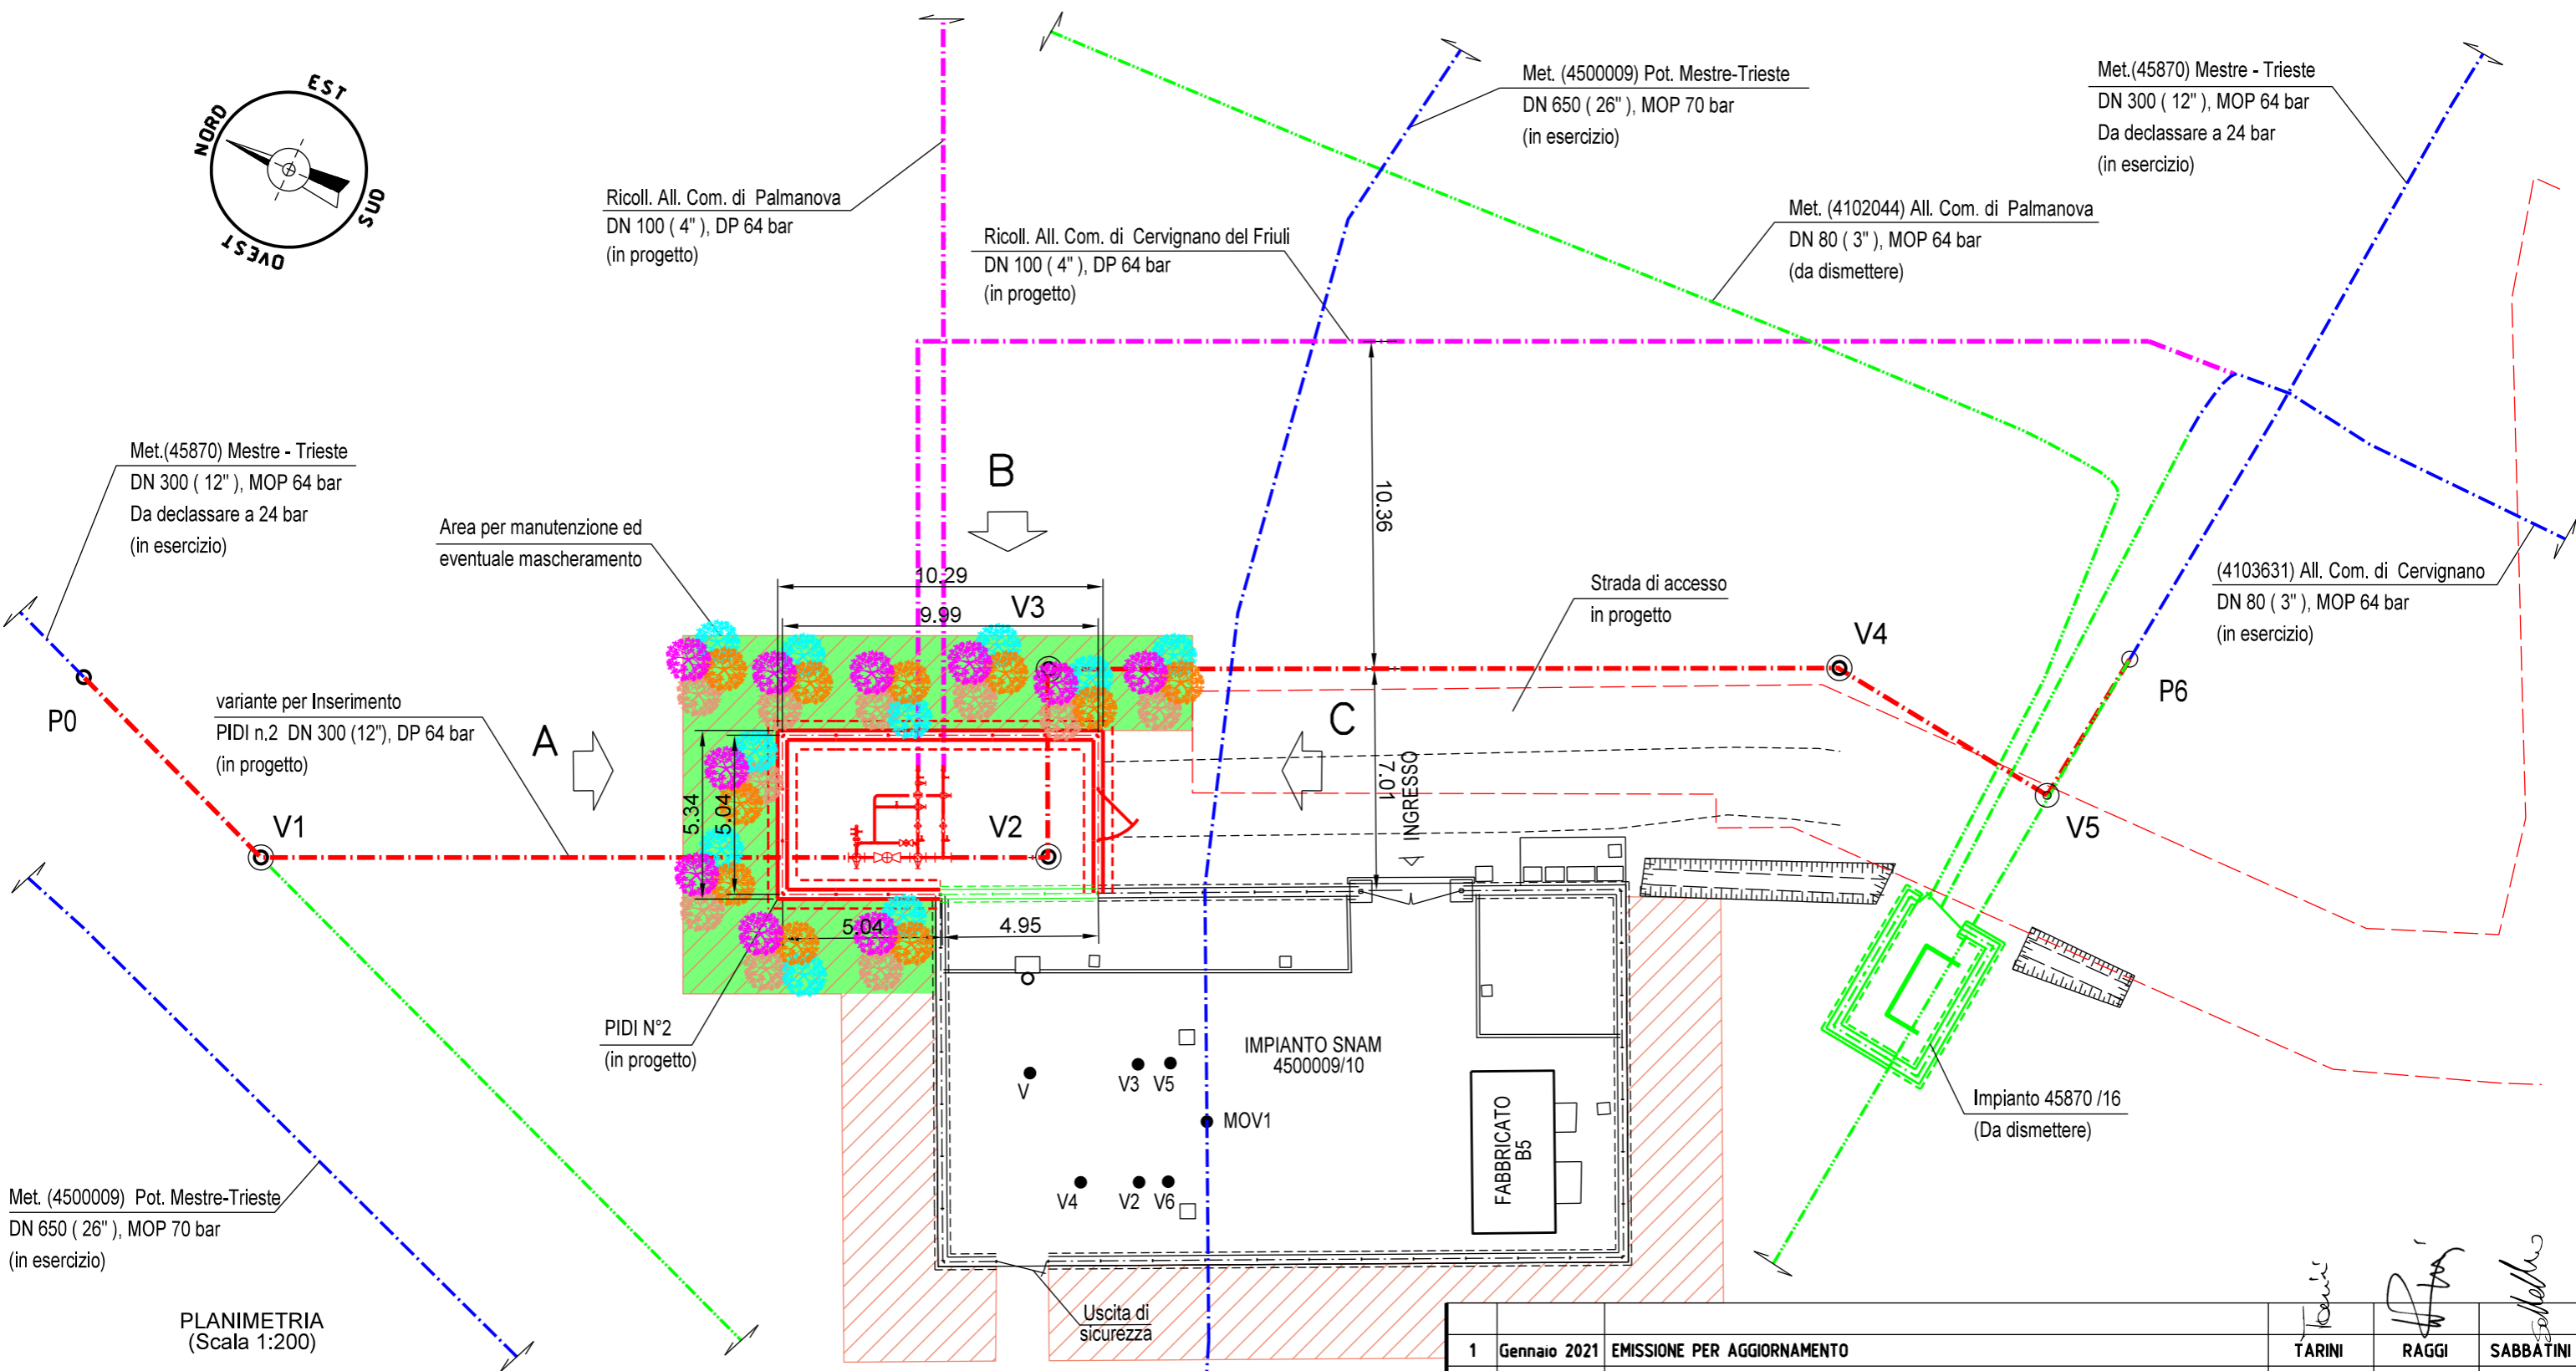 NORD
EST
SUD
OVEST
Ricoll. All. Com. di Palmanova
DN 100 ( 4" ), DP 64 bar
(in progetto)
Ricoll. All. Com. di Cervignano del Friuli
DN 100 ( 4" ), DP 64 bar
(in progetto)
Met. (4500009) Pot. Mestre-Trieste
DN 650 ( 26" ), MOP 70 bar
(in esercizio)
Met. (4102044) All. Com. di Palmanova
DN 80 ( 3" ), MOP 64 bar
(da dismettere)
Met.(45870) Mestre - Trieste
DN 300 ( 12" ), MOP 64 bar
Da declassare a 24 bar
(in esercizio)
Met.(45870) Mestre - Trieste
DN 300 ( 12" ), MOP 64 bar
Da declassare a 24 bar
(in esercizio)
Area per manutenzione ed
eventuale mascheramento
B
10.36
Strada di accesso
in progetto
(4103631) All. Com. di Cervignano
DN 80 ( 3" ), MOP 64 bar
(in esercizio)
10.29
9.99
V3
V4
P0
P6
variante per Inserimento
PIDI n.2 DN 300 (12"), DP 64 bar
(in progetto)
A
C
7.01
INGRESSO
5.34
5.04
V1
V2
V5
5.04
4.95
PIDI N°2
(in progetto)
IMPIANTO SNAM
4500009/10
V
V3
V5
MOV1
V4
V2
V6
FABBRICATO
B5
Impianto 45870 /16
(Da dismettere)
Met. (4500009) Pot. Mestre-Trieste
DN 650 ( 26" ), MOP 70 bar
(in esercizio)
Uscita di
sicurezza
PLANIMETRIA
(Scala 1:200)
1 Gennaio 2021 EMISSIONE PER AGGIORNAMENTO TARINI RAGGI SABBATINI